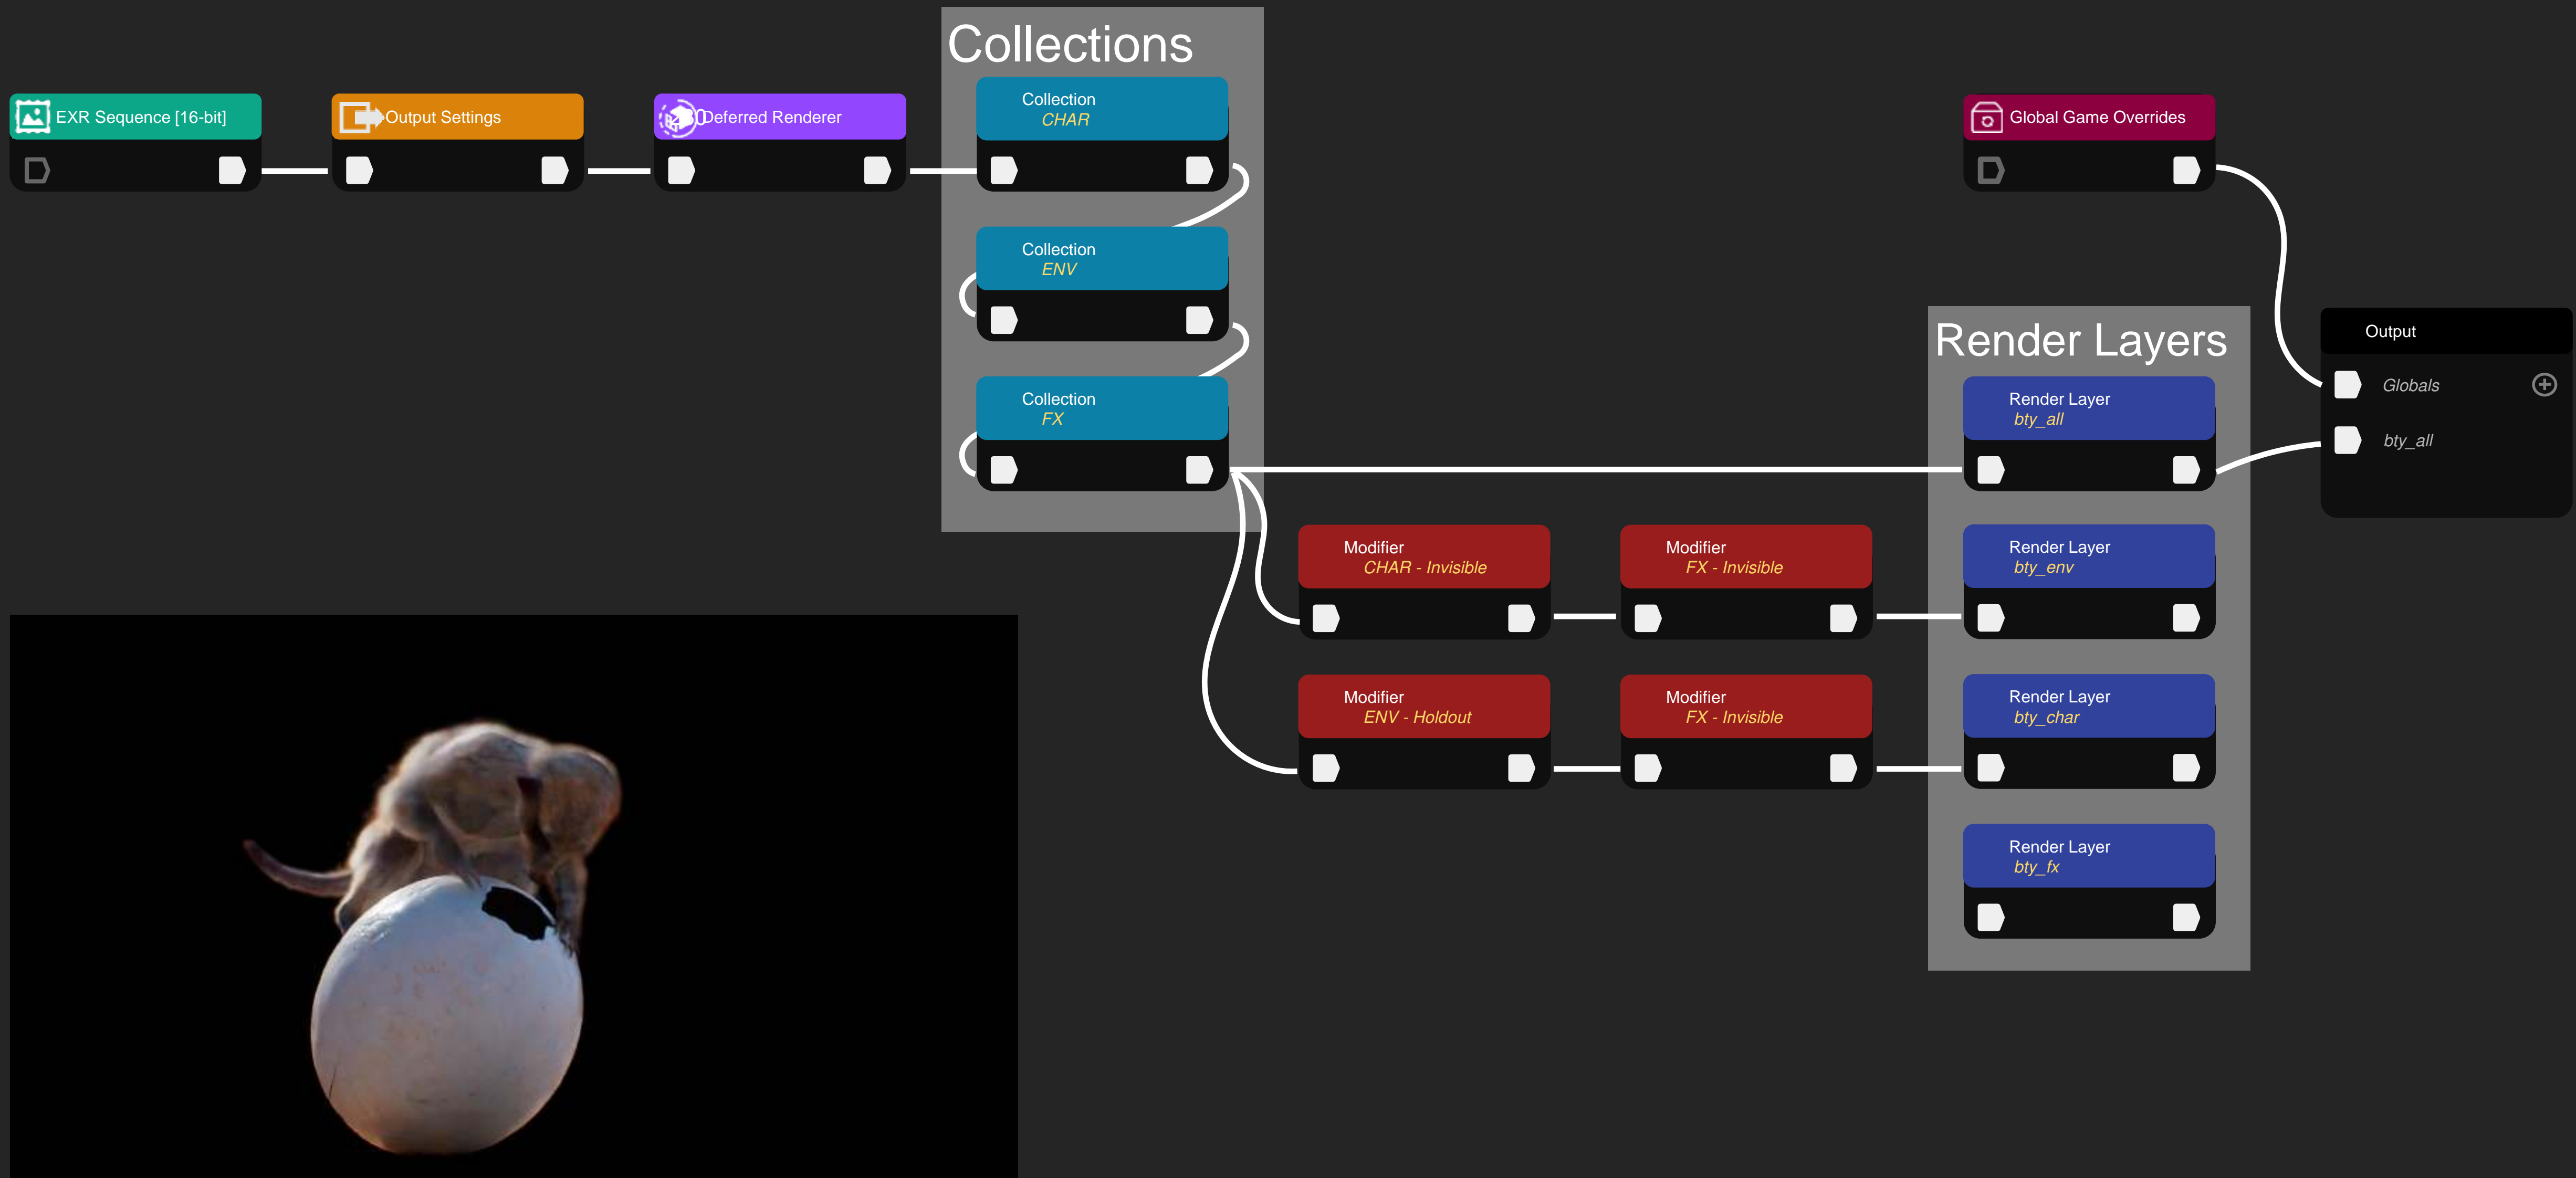 Collections
EXR Sequence [16-bit]
Output Settings
Deferred Renderer
Collection
CHAR
Collection
ENV
Collection
FX
Global Game Overrides
Render Layers
Output
Globals
bty_all
Render Layer
bty_all
Modifier
CHAR - Invisible
Modifier
FX - Invisible
Render Layer
bty_env
Modifier
ENV - Holdout
Modifier
FX - Invisible
Render Layer
bty_char
Render Layer
bty_fx